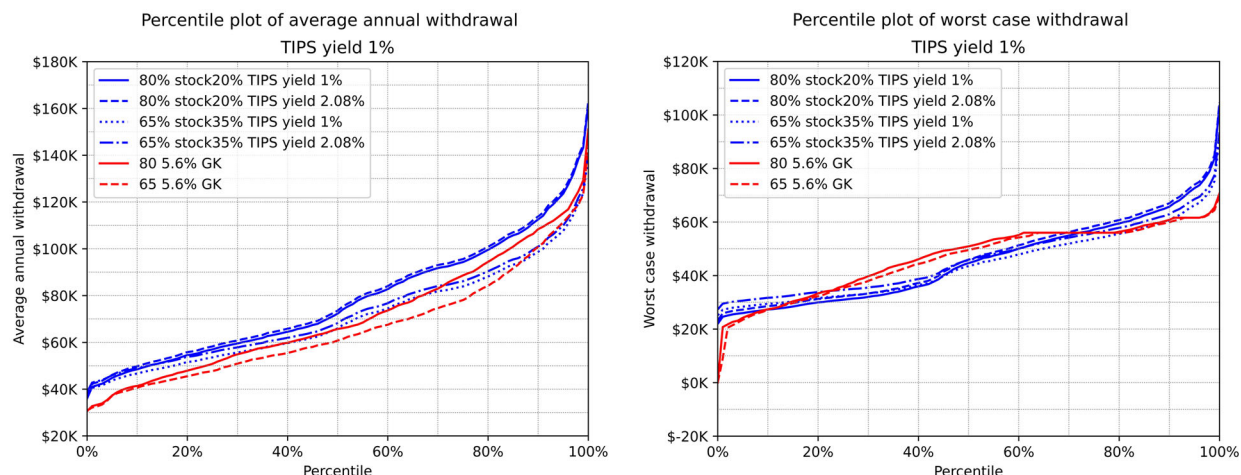 Percentile plot of average annual withdrawal
TIPS yield 1%
Average annual withdrawal
$180K
$160K
$140K
$120K
$100K
$80K
$60K
$40K
$20K
80% stock20% TIPS yield 1%
80% stock20% TIPS yield 2.08%
65% stock35% TIPS yield 1%
65% stock35% TIPS yield 2.08%
80 5.6% GK
65 5.6% GK
0% 20% 40% 60% 80% 100%
Percentile
Percentile plot of worst case withdrawal
TIPS yield 1%
Worst case withdrawal
$120K
$100K
$80K
$60K
$40K
$20K
$0K
$-20K
80% stock20% TIPS yield 1%
80% stock20% TIPS yield 2.08%
65% stock35% TIPS yield 1%
65% stock35% TIPS yield 2.08%
80 5.6% GK
65 5.6% GK
0% 20% 40% 60% 80% 100%
Percentile